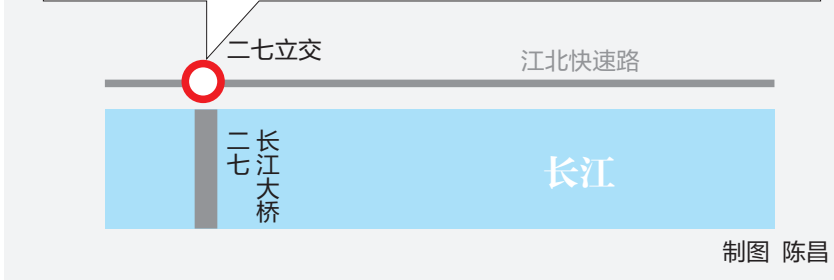 二七立交
江北快速路
二七
长江大桥
长江
制图 陈昌